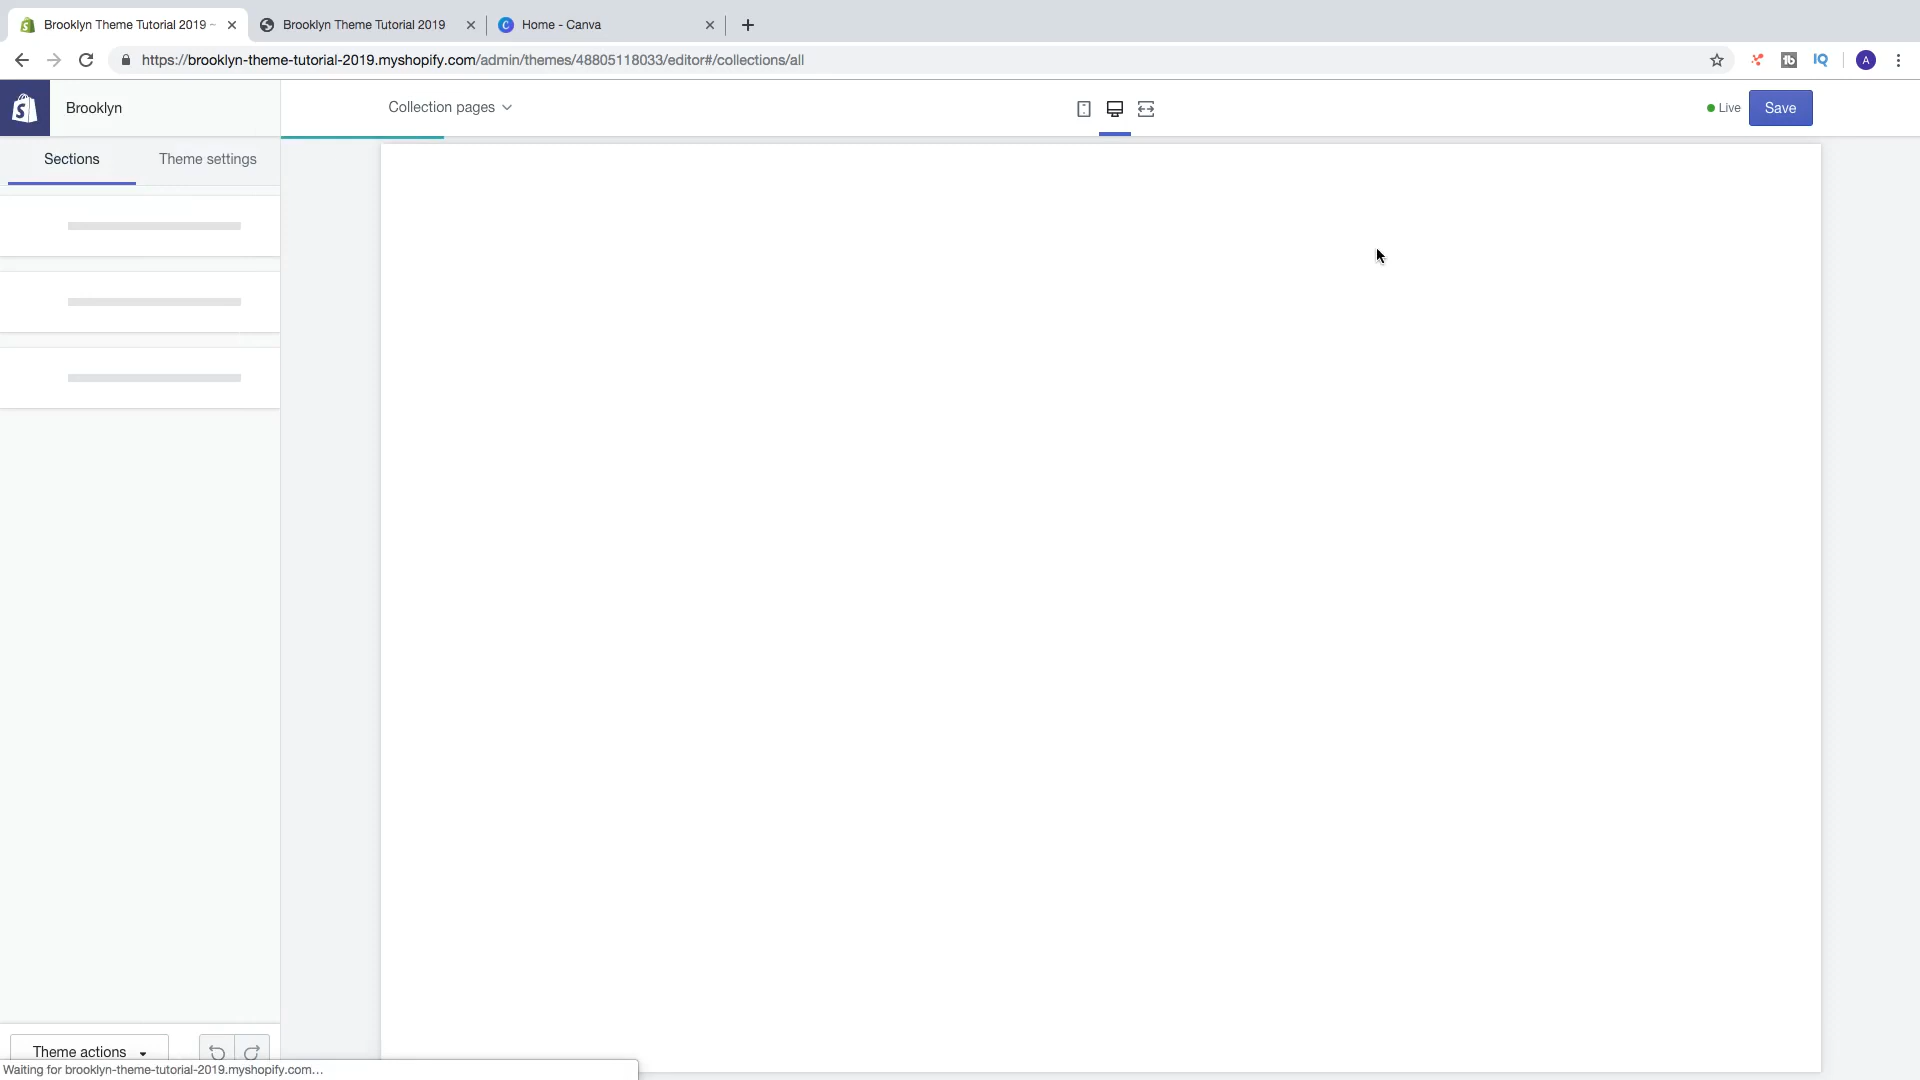 Brooklyn Theme Tutorial 2019 ~
Brooklyn Theme Tutorial 2019
Home - Canva
https://brooklyn-theme-tutorial-2019.myshopify.com/admin/themes/48805118033/editor#/collections/all
A
Brooklyn
Collection pages
Live
Save
Sections
Theme settings
Theme actions
Waiting for brooklyn-theme-tutorial-2019.myshopify.com...